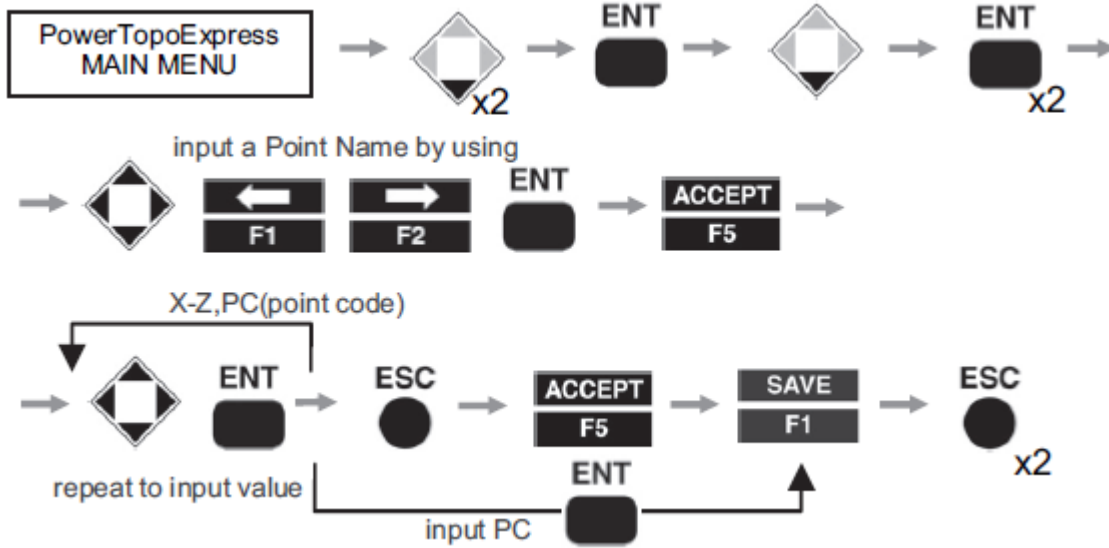 PowerTopoExpress
MAIN MENU
ENT
ENT
x2
x2
input a Point Name by using
ENT
ACCEPT
F1
F2
F5
X-Z,PC(point code)
ENT
ESC
ACCEPT
F5
SAVE
F1
ESC
x2
repeat to input value
ENT
input PC